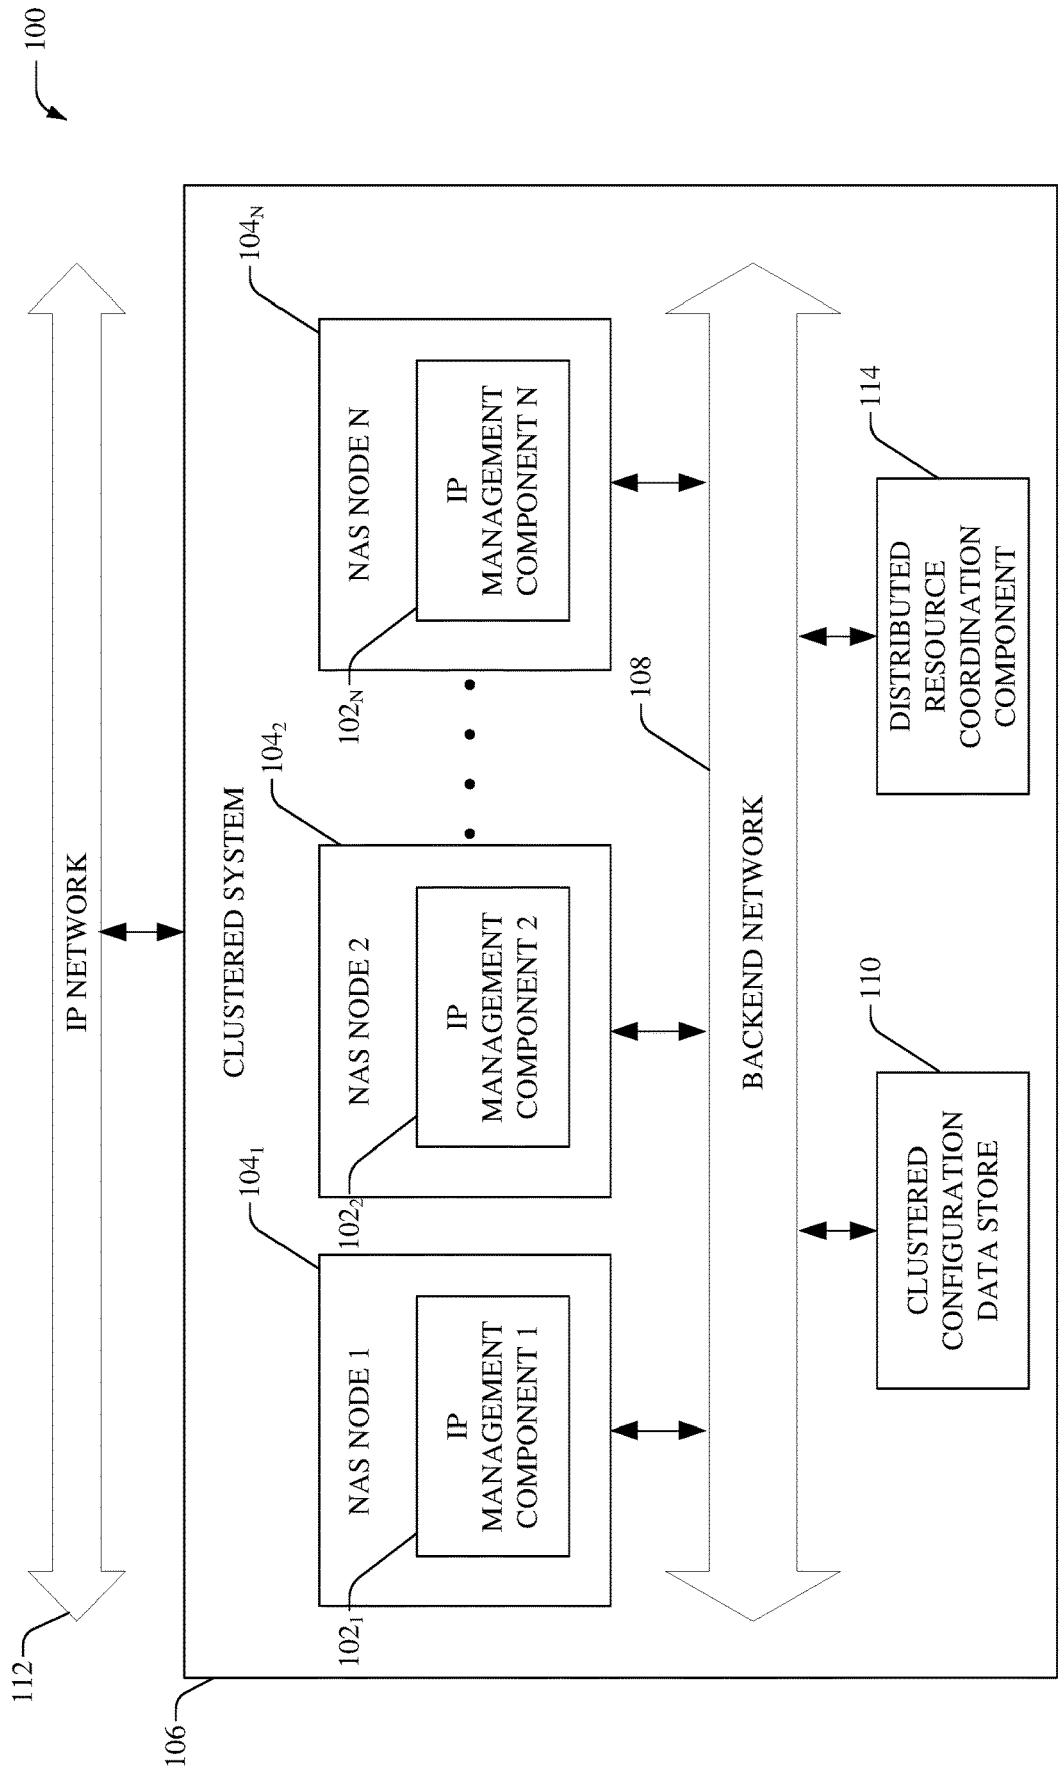 100
112
IP NETWORK
106
CLUSTERED SYSTEM
104₁
NAS NODE 1
IP
MANAGEMENT
COMPONENT 1
102₁
104₂
NAS NODE 2
IP
MANAGEMENT
COMPONENT 2
102₂
104N
NAS NODE N
IP
MANAGEMENT
COMPONENT N
102N
108
BACKEND NETWORK
110
CLUSTERED
CONFIGURATION
DATA STORE
114
DISTRIBUTED
RESOURCE
COORDINATION
COMPONENT